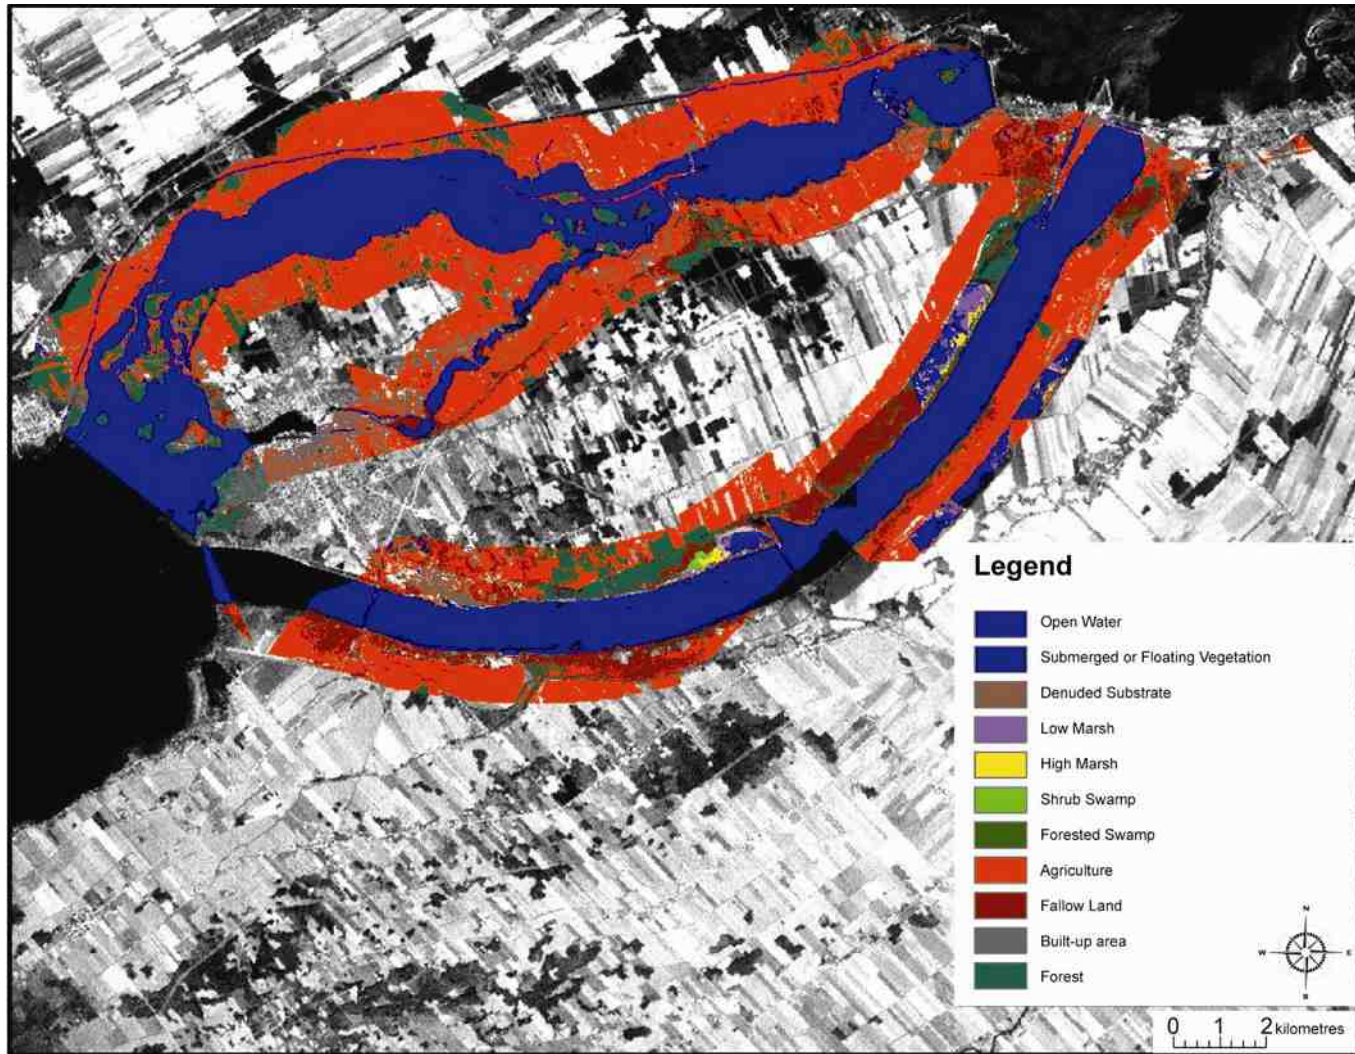 Legend
Open Water
Submerged or Floating Vegetation
Denuded Substrate
Low Marsh
High Marsh
Shrub Swamp
Forested Swamp
Agriculture
Fallow Land
Built-up area
Forest
N
W E
S
0 1 2 kilometres